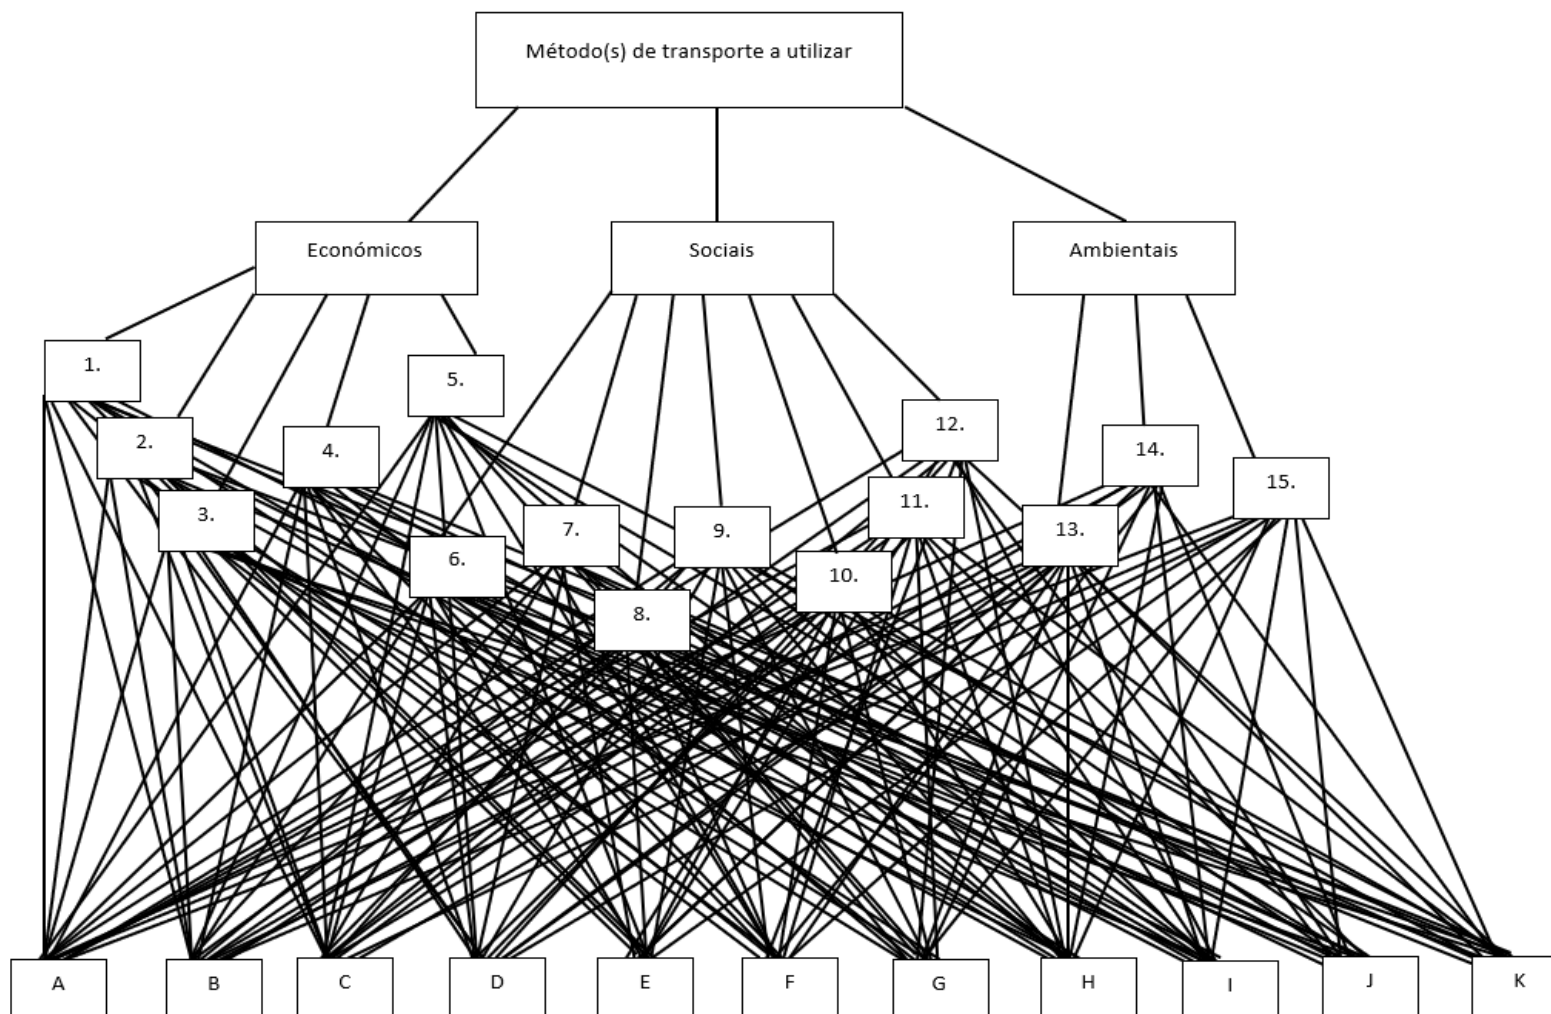 Método(s) de transporte a utilizar
Económicos
Sociais
Ambientais
1.
5.
2.
12.
4.
14.
15.
3.
11.
7.
9.
13.
6.
10.
8.
A
B
C
D
E
F
G
H
I
J
K